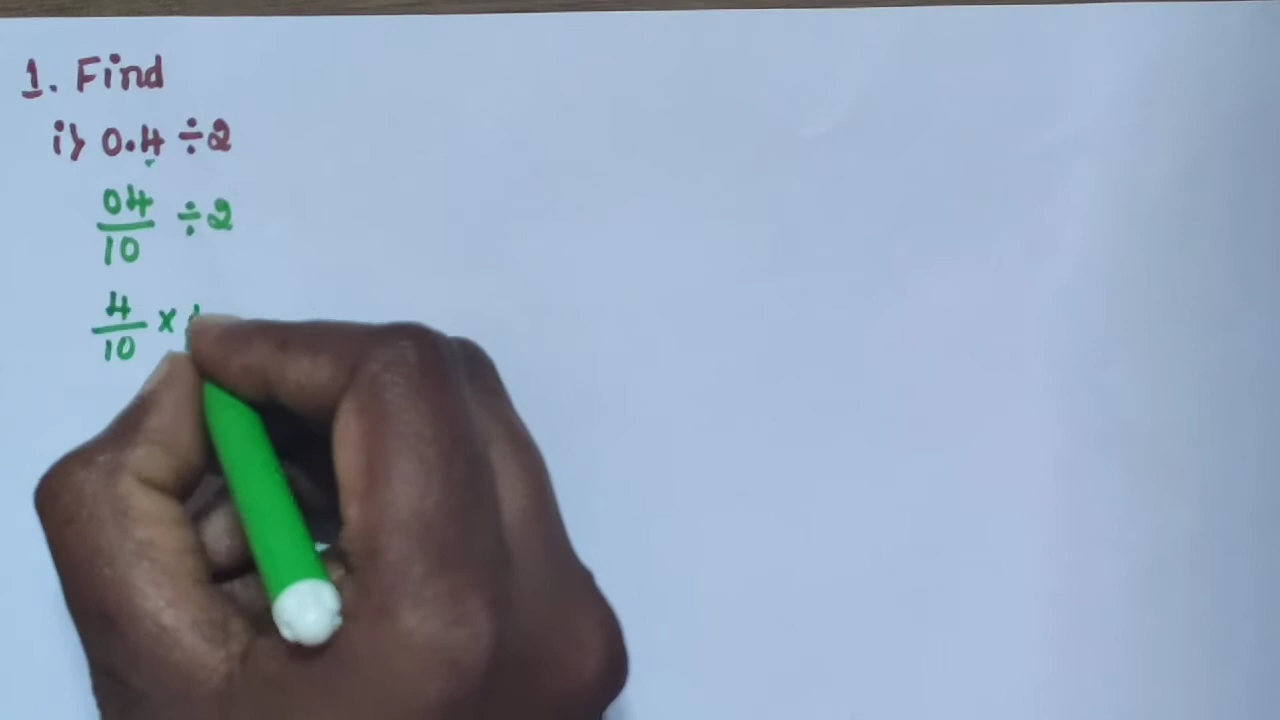 1. Find
i) 0.4 ÷ 2
04/10 ÷ 2
4/10 ×